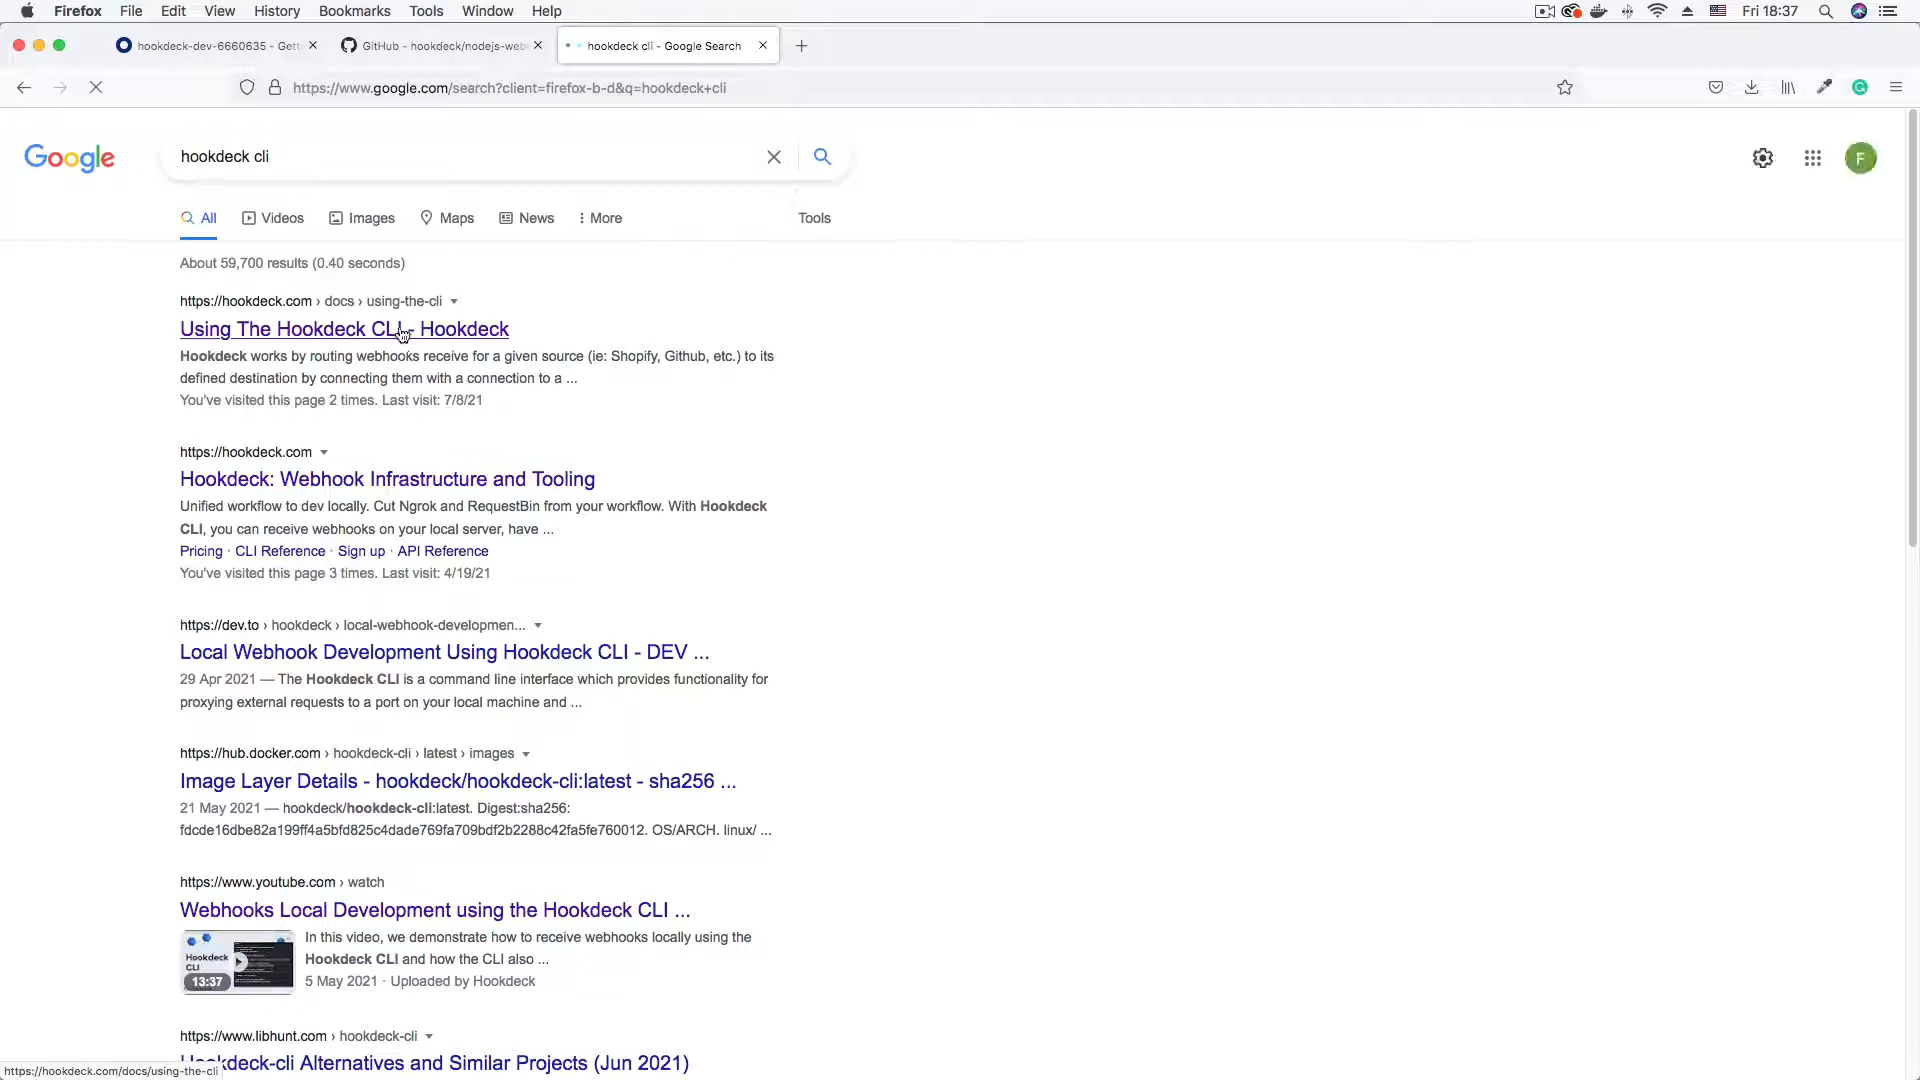 Firefox File Edit View History Bookmarks Tools Window Help Fri 18:37
hookdeck-dev-6660635 - Gett GitHub - hookdeck/nodejs-web hookdeck cli - Google Search
https://www.google.com/search?client=firefox-b-d&q=hookdeck+cli
Google hookdeck cli F
All Videos Images Maps News More Tools
About 59,700 results (0.40 seconds)
https://hookdeck.com › docs › using-the-cli
Using The Hookdeck CLI - Hookdeck
Hookdeck works by routing webhooks receive for a given source (ie: Shopify, Github, etc.) to its
defined destination by connecting them with a connection to a ...
You've visited this page 2 times. Last visit: 7/8/21
https://hookdeck.com
Hookdeck: Webhook Infrastructure and Tooling
Unified workflow to dev locally. Cut Ngrok and RequestBin from your workflow. With Hookdeck
CLI, you can receive webhooks on your local server, have ...
Pricing · CLI Reference · Sign up · API Reference
You've visited this page 3 times. Last visit: 4/19/21
https://dev.to › hookdeck › local-webhook-developmen...
Local Webhook Development Using Hookdeck CLI - DEV ...
29 Apr 2021 — The Hookdeck CLI is a command line interface which provides functionality for
proxying external requests to a port on your local machine and ...
https://hub.docker.com › hookdeck-cli › latest › images
Image Layer Details - hookdeck/hookdeck-cli:latest - sha256 ...
21 May 2021 — hookdeck/hookdeck-cli:latest. Digest:sha256:
fdcde16dbe82a199ff4a5bfd825c4dade769fa709bdf2b2288c42fa5fe760012. OS/ARCH. linux/ ...
https://www.youtube.com › watch
Webhooks Local Development using the Hookdeck CLI ...
Hookdeck
CLI
13:37
In this video, we demonstrate how to receive webhooks locally using the
Hookdeck CLI and how the CLI also ...
5 May 2021 · Uploaded by Hookdeck
https://www.libhunt.com › hookdeck-cli
Hookdeck-cli Alternatives and Similar Projects (Jun 2021)
https://hookdeck.com/docs/using-the-cli